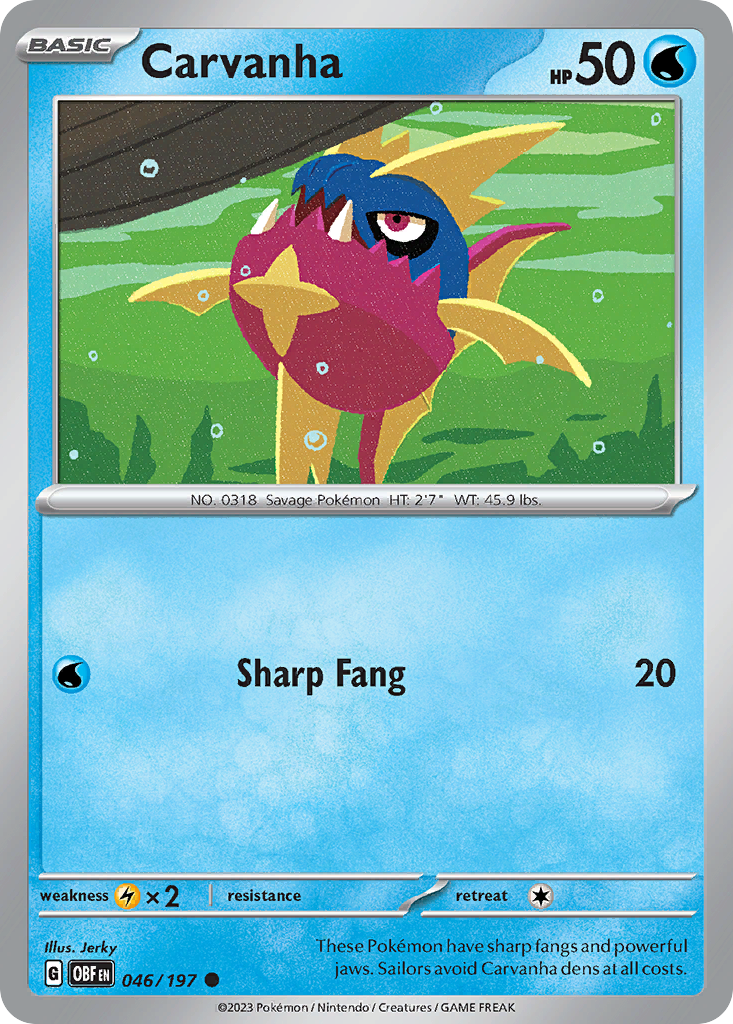 BASIC
Carvanha
HP 50
NO. 0318 Savage Pokémon HT: 2'7" WT: 45.9 lbs.
Sharp Fang 20
weakness ×2 resistance retreat
Illus. Jerky
These Pokémon have sharp fangs and powerful
jaws. Sailors avoid Carvanha dens at all costs.
G OBF EN 046/197
©2023 Pokémon / Nintendo / Creatures / GAME FREAK